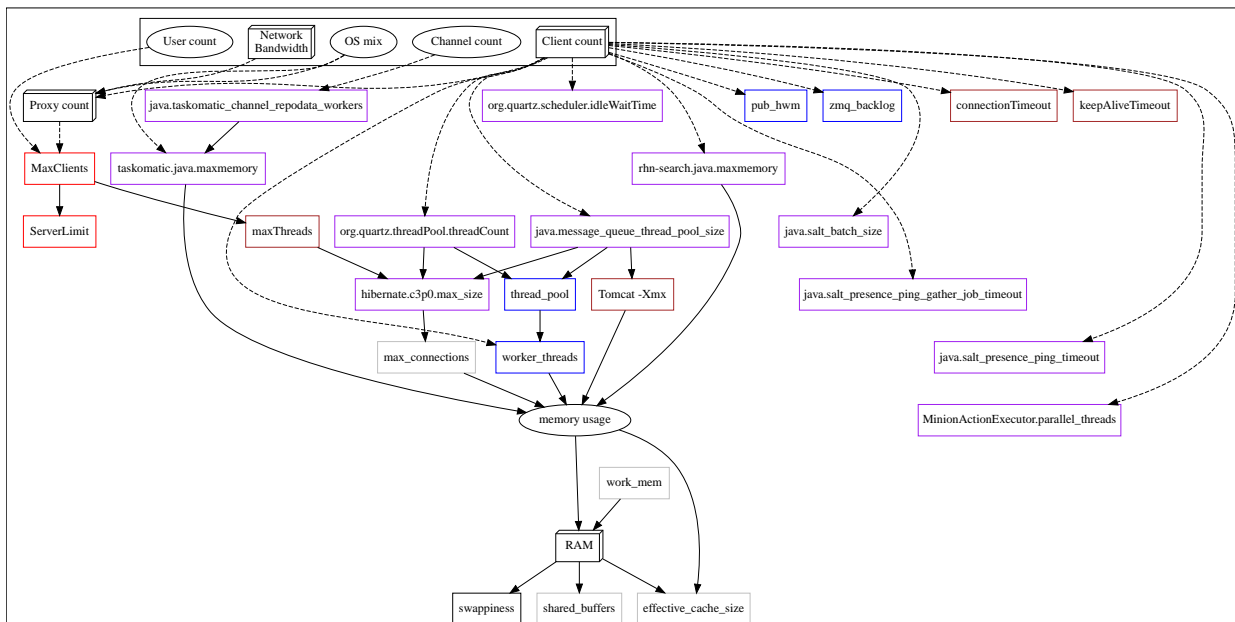 User count
Network
Bandwidth
OS mix
Channel count
Client count
Proxy count
java.taskomatic_channel_repodata_workers
org.quartz.scheduler.idleWaitTime
pub_hwm
zmq_backlog
connectionTimeout
keepAliveTimeout
MaxClients
taskomatic.java.maxmemory
rhn-search.java.maxmemory
ServerLimit
maxThreads
org.quartz.threadPool.threadCount
java.message_queue_thread_pool_size
java.salt_batch_size
hibernate.c3p0.max_size
thread_pool
Tomcat -Xmx
java.salt_presence_ping_gather_job_timeout
max_connections
worker_threads
java.salt_presence_ping_timeout
memory usage
MinionActionExecutor.parallel_threads
work_mem
RAM
swappiness
shared_buffers
effective_cache_size